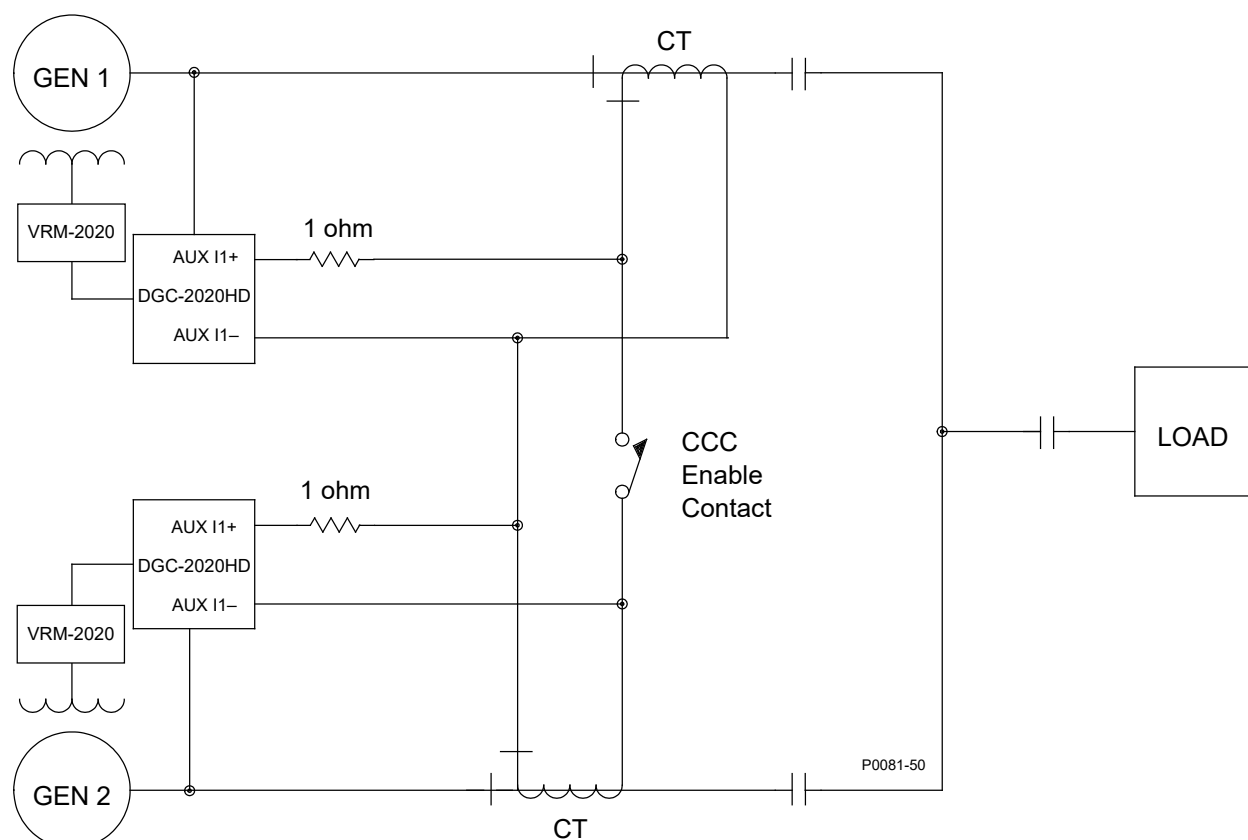 CT
GEN 1
1 ohm
VRM-2020
AUX I1+
DGC-2020HD
AUX I1–
CCC
Enable
Contact
LOAD
1 ohm
AUX I1+
DGC-2020HD
AUX I1–
VRM-2020
P0081-50
GEN 2
CT